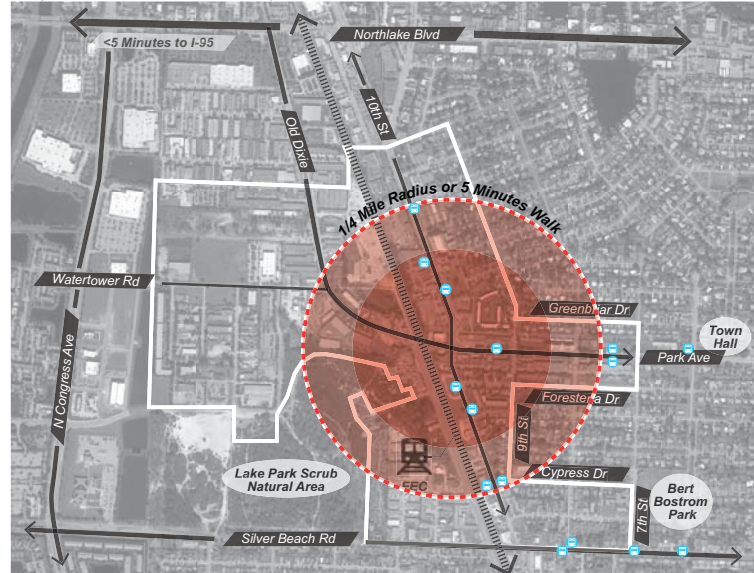 Northlake Blvd
<5 Minutes to I-95
10th St
Old Dixie
1/4 Mile Radius or 5 Minutes Walk
Watertower Rd
Greenbriar Dr
Town
Hall
Park Ave
N Congress Ave
Foresteria Dr
9th St
FEC
Cypress Dr
Lake Park Scrub
Natural Area
Bert
Bostrom
Park
7th St
Silver Beach Rd